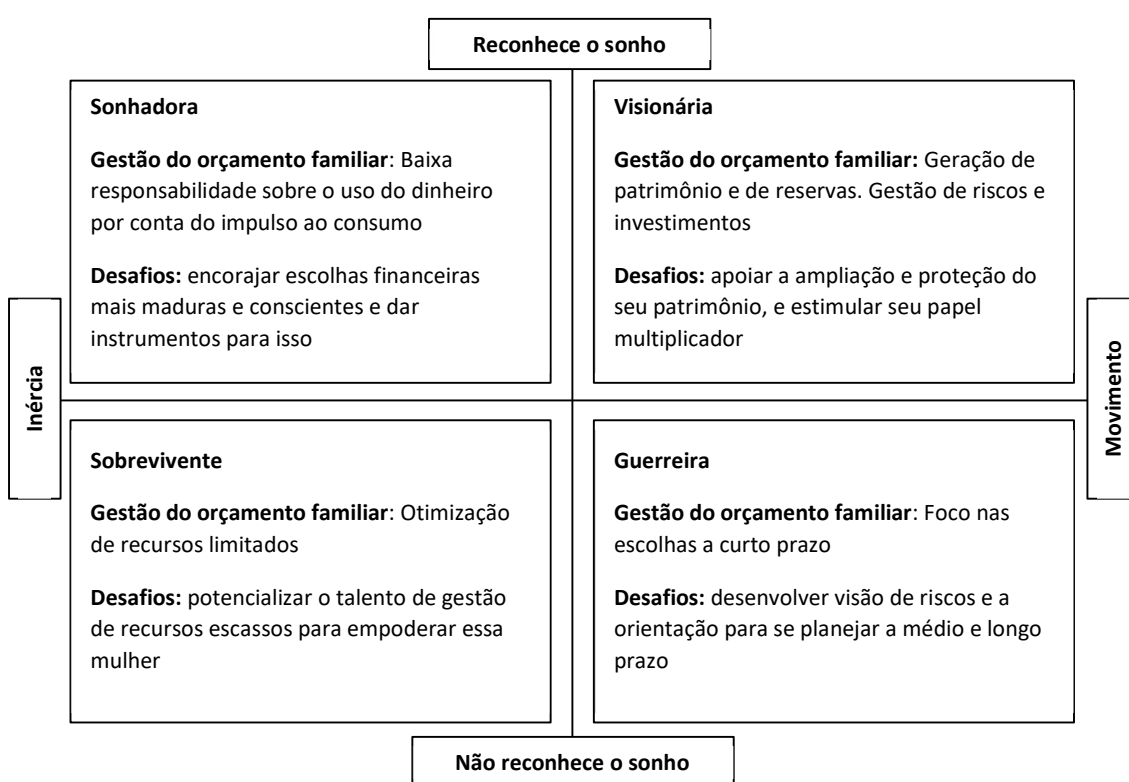 Reconhece o sonho
Sonhadora
Gestão do orçamento familiar: Baixa
responsabilidade sobre o uso do dinheiro
por conta do impulso ao consumo
Desafios: encorajar escolhas financeiras
mais maduras e conscientes e dar
instrumentos para isso
Visionária
Gestão do orçamento familiar: Geração de
patrimônio e de reservas. Gestão de riscos e
investimentos
Desafios: apoiar a ampliação e proteção do
seu patrimônio, e estimular seu papel
multiplicador
Inércia
Movimento
Sobrevivente
Gestão do orçamento familiar: Otimização
de recursos limitados
Desafios: potencializar o talento de gestão
de recursos escassos para empoderar essa
mulher
Guerreira
Gestão do orçamento familiar: Foco nas
escolhas a curto prazo
Desafios: desenvolver visão de riscos e a
orientação para se planejar a médio e longo
prazo
Não reconhece o sonho